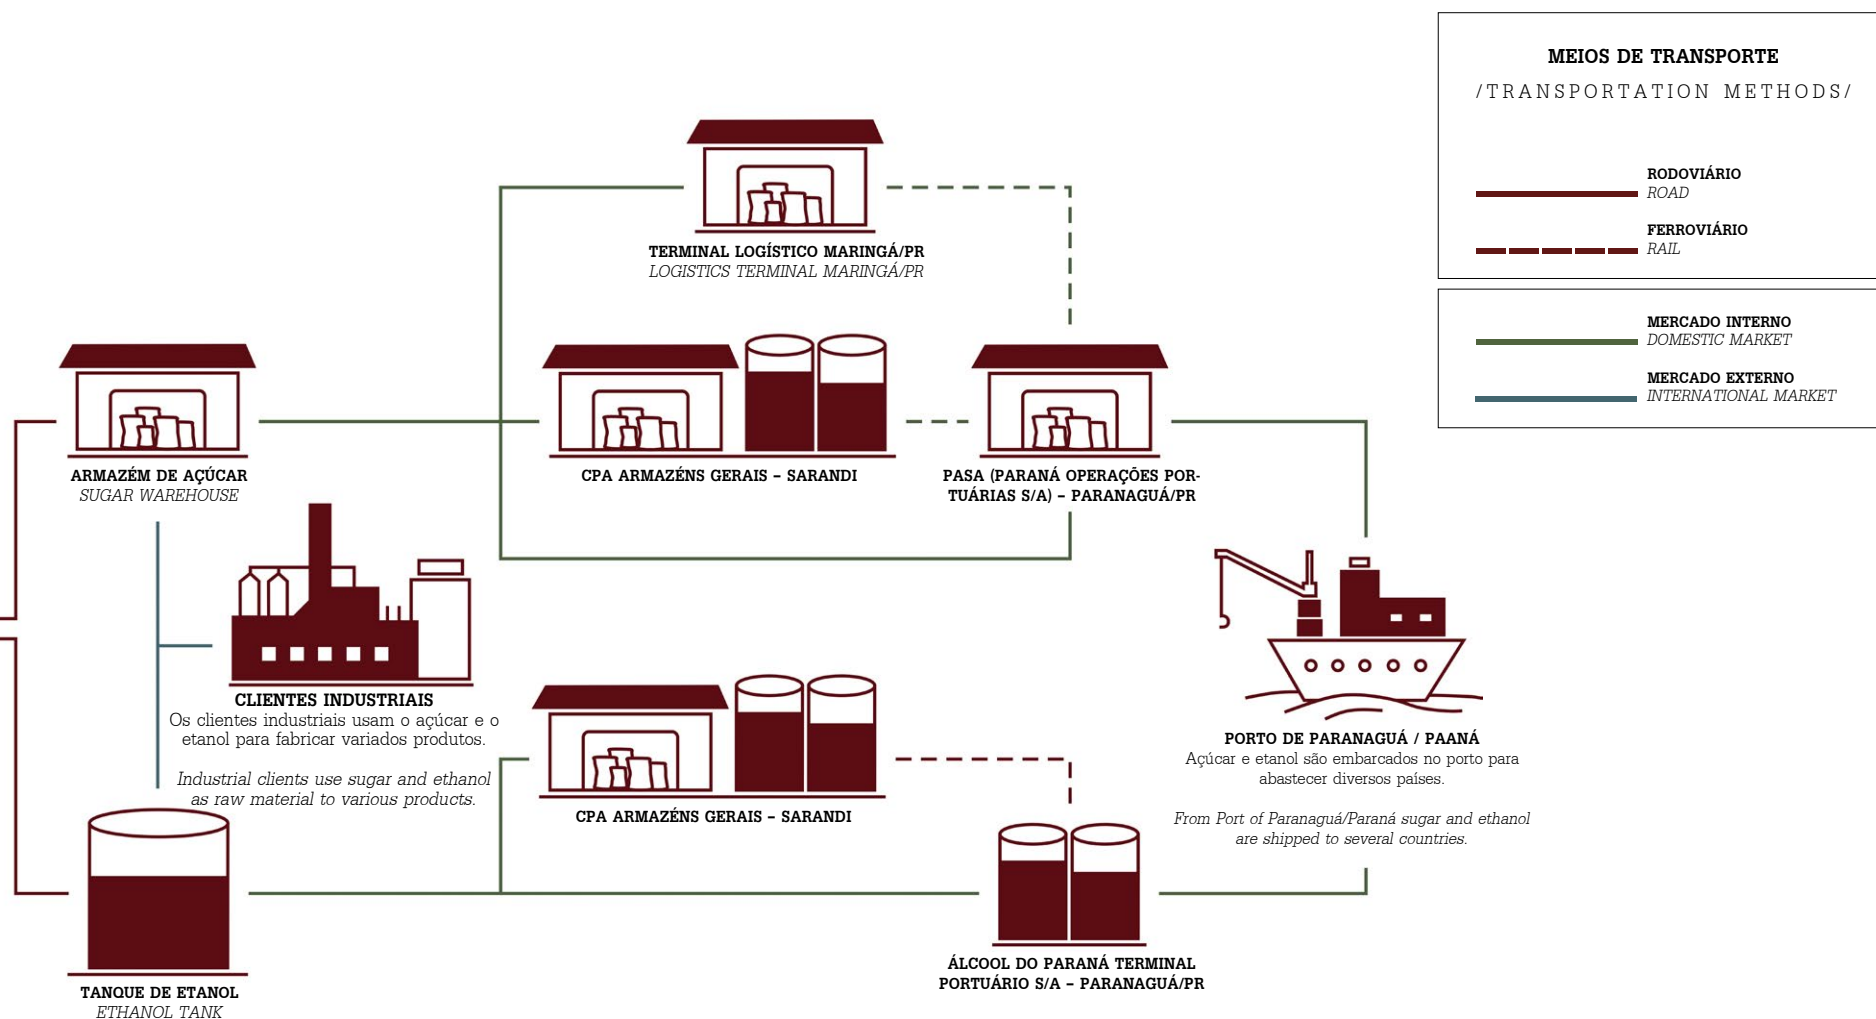 MEIOS DE TRANSPORTE
/TRANSPORTATION METHODS/
RODOVIÁRIO
ROAD
FERROVIÁRIO
RAIL
MERCADO INTERNO
DOMESTIC MARKET
MERCADO EXTERNO
INTERNATIONAL MARKET
TERMINAL LOGÍSTICO MARINGÁ/PR
LOGISTICS TERMINAL MARINGÁ/PR
ARMAZÉM DE AÇÚCAR
SUGAR WAREHOUSE
CPA ARMAZÉNS GERAIS – SARANDI
PASA (PARANÁ OPERAÇÕES POR-
TUÁRIAS S/A) – PARANAGUÁ/PR
CLIENTES INDUSTRIAIS
Os clientes industriais usam o açúcar e o
etanol para fabricar variados produtos.
Industrial clients use sugar and ethanol
as raw material to various products.
CPA ARMAZÉNS GERAIS – SARANDI
PORTO DE PARANAGUÁ / PAANÁ
Açúcar e etanol são embarcados no porto para
abastecer diversos países.
From Port of Paranaguá/Paraná sugar and ethanol
are shipped to several countries.
TANQUE DE ETANOL
ETHANOL TANK
ÁLCOOL DO PARANÁ TERMINAL
PORTUÁRIO S/A – PARANAGUÁ/PR